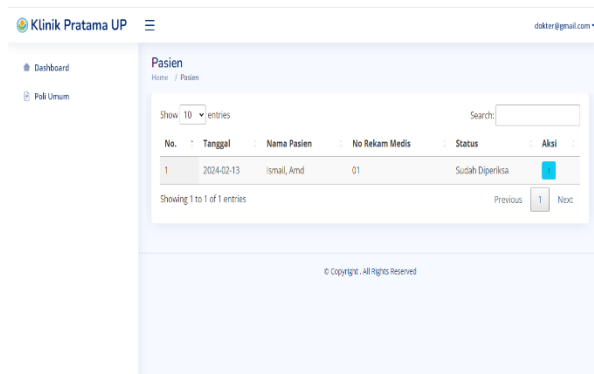 Klinik Pratama UP
dokter@gmail.com
Dashboard
Poli Umum
Pasien
Home / Pasien
Show 10 entries
Search:
No. Tanggal Nama Pasien No Rekam Medis Status Aksi
1 2024-02-13 Ismail, Amd 01 Sudah Diperiksa
Showing 1 to 1 of 1 entries
Previous 1 Next
© Copyright . All Rights Reserved